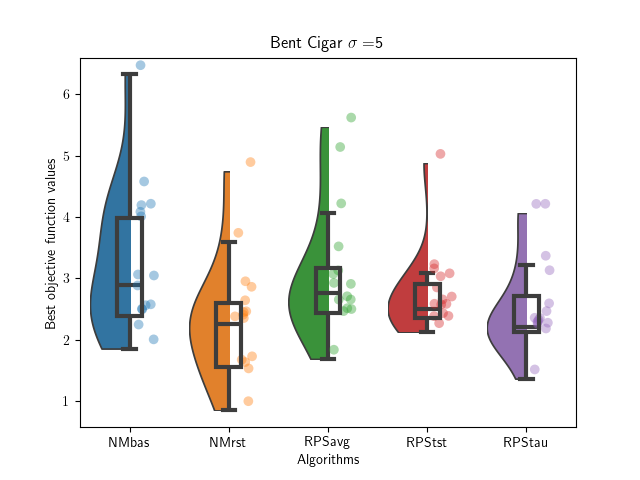 Bent Cigar σ =5
Best objective function values
6
5
4
3
2
1
NMbas NMrst RPSavg RPStst RPStau
Algorithms